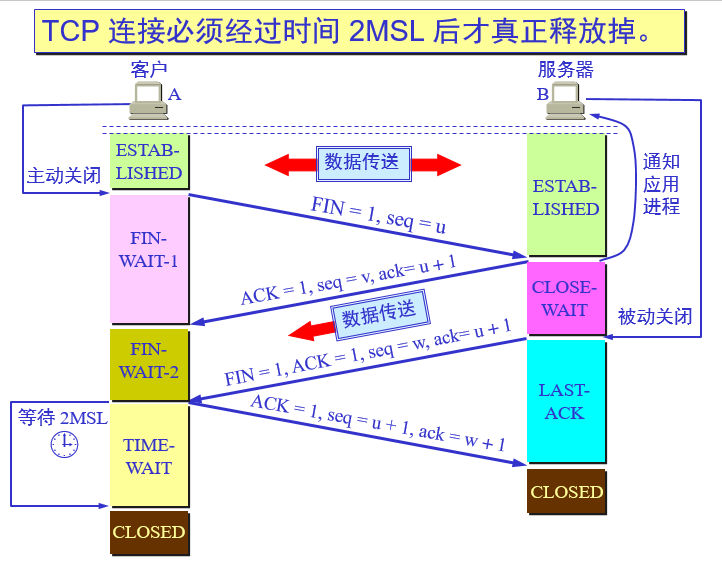 TCP 连接必须经过时间 2MSL 后才真正释放掉。
客户
A
服务器
B
ESTAB-
LISHED
主动关闭
数据传送
ESTAB-
LISHED
通知
应用
进程
FIN = 1, seq = u
FIN-
WAIT-1
ACK = 1, seq = v, ack= u + 1
CLOSE-
WAIT
数据传送
被动关闭
FIN-
WAIT-2
FIN = 1, ACK = 1, seq = w, ack= u + 1
LAST-
ACK
等待 2MSL
ACK = 1, seq = u + 1, ack = w + 1
TIME-
WAIT
CLOSED
CLOSED